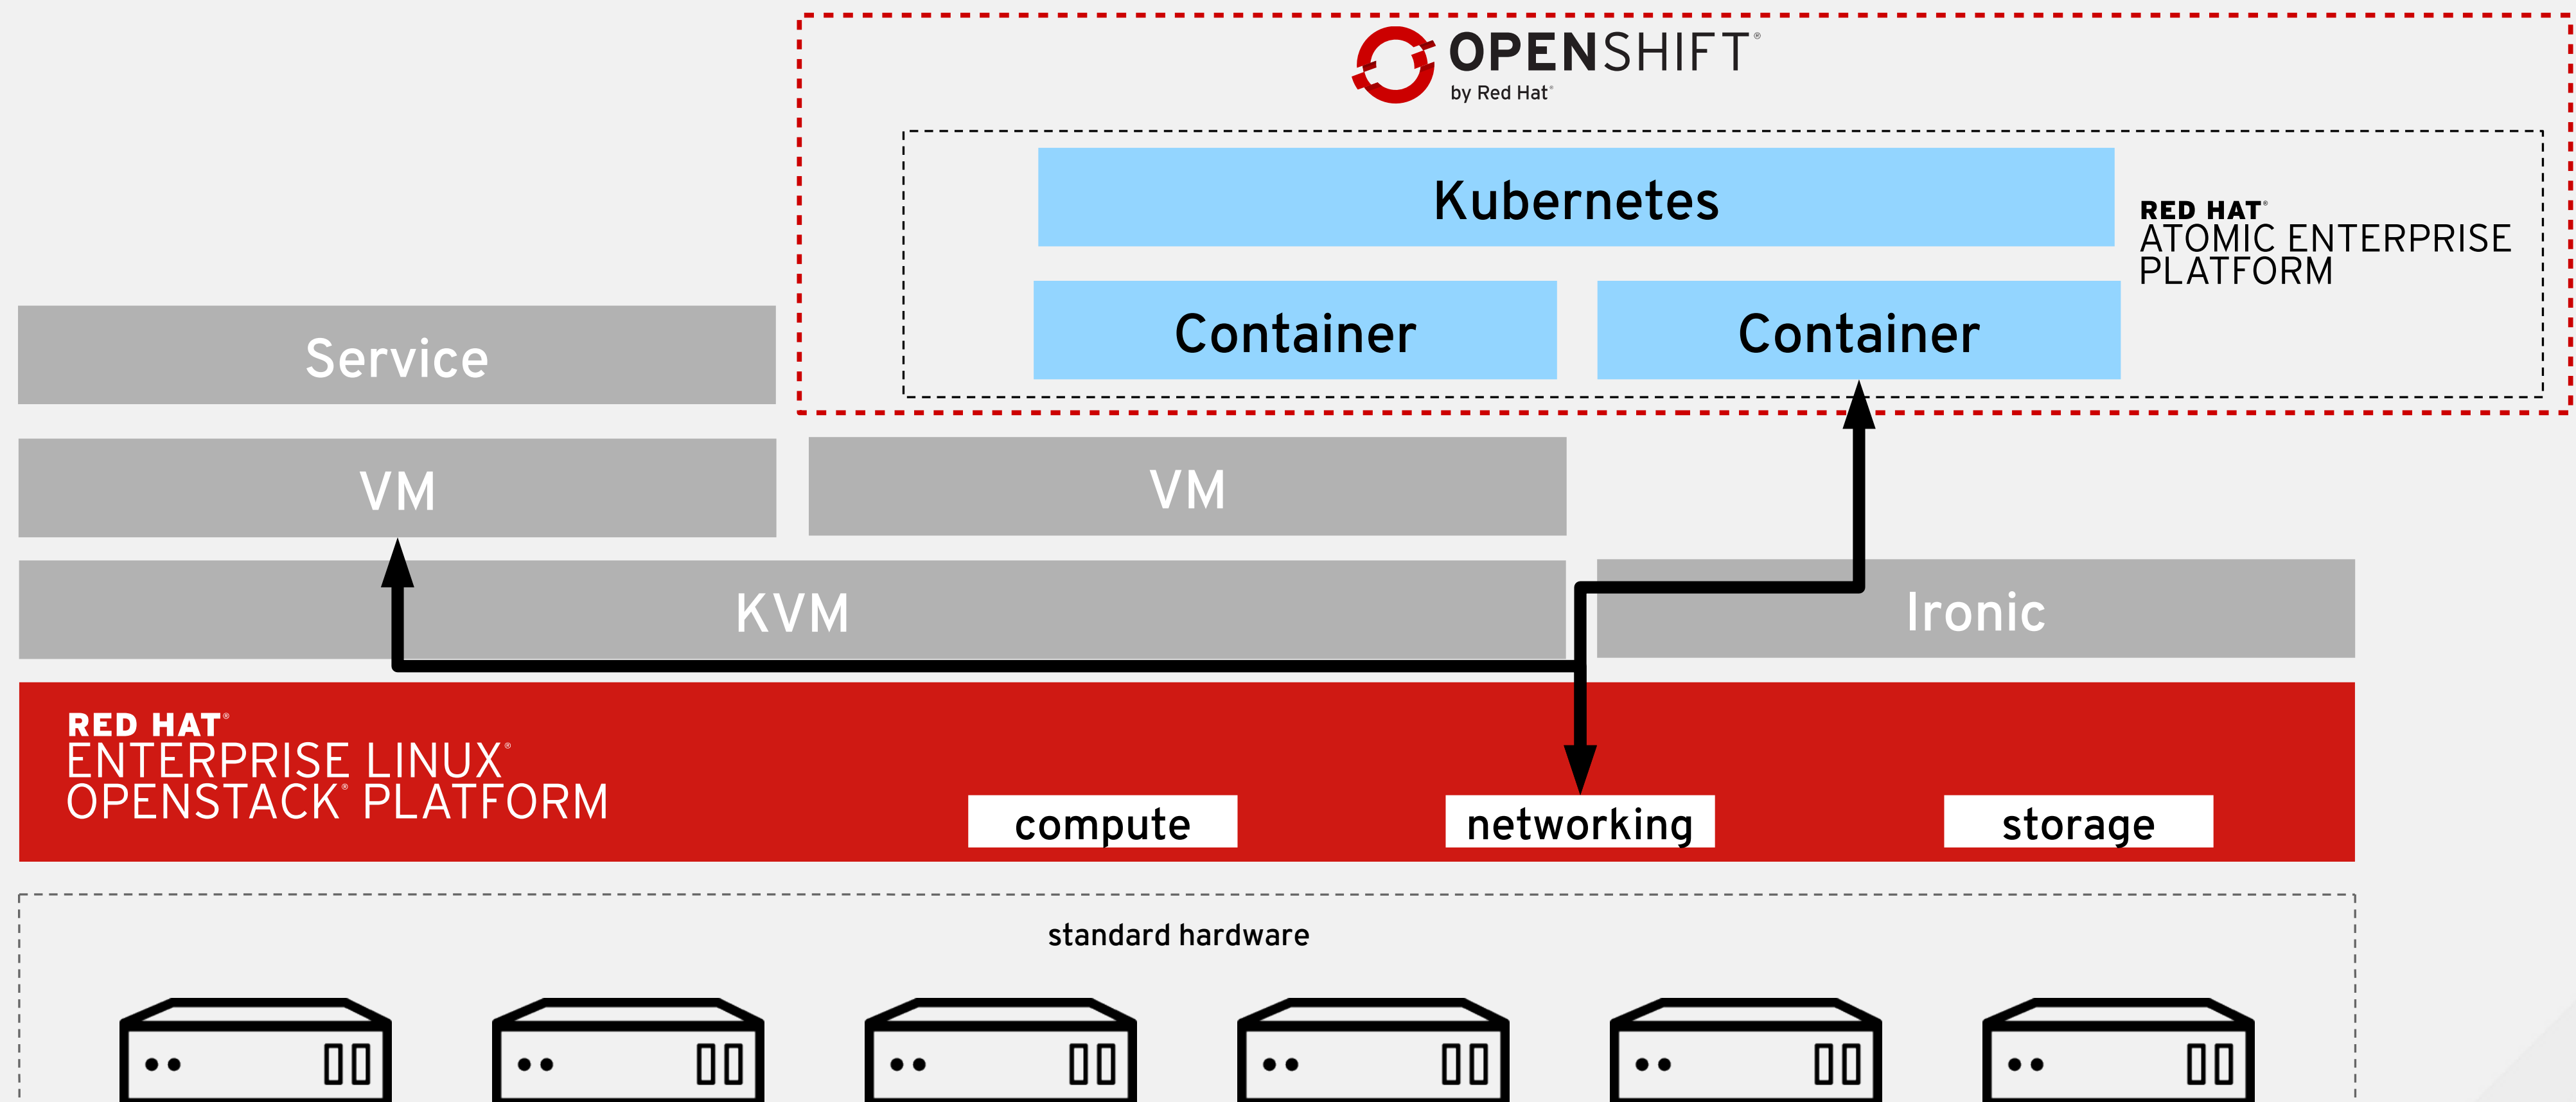 OPENSHIFT®
by Red Hat®
Kubernetes
RED HAT®
ATOMIC ENTERPRISE
PLATFORM
Container
Container
Service
VM
VM
KVM
Ironic
RED HAT®
ENTERPRISE LINUX®
OPENSTACK® PLATFORM
compute
networking
storage
standard hardware